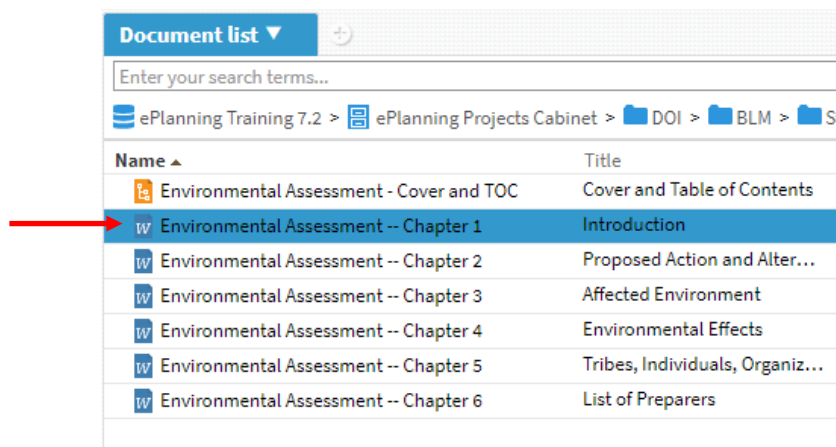 Document list ▼
Enter your search terms...
ePlanning Training 7.2 > ePlanning Projects Cabinet > DOI > BLM > S
Name Title
Environmental Assessment - Cover and TOC Cover and Table of Contents
Environmental Assessment -- Chapter 1 Introduction
Environmental Assessment -- Chapter 2 Proposed Action and Alter...
Environmental Assessment -- Chapter 3 Affected Environment
Environmental Assessment -- Chapter 4 Environmental Effects
Environmental Assessment -- Chapter 5 Tribes, Individuals, Organiz...
Environmental Assessment -- Chapter 6 List of Preparers